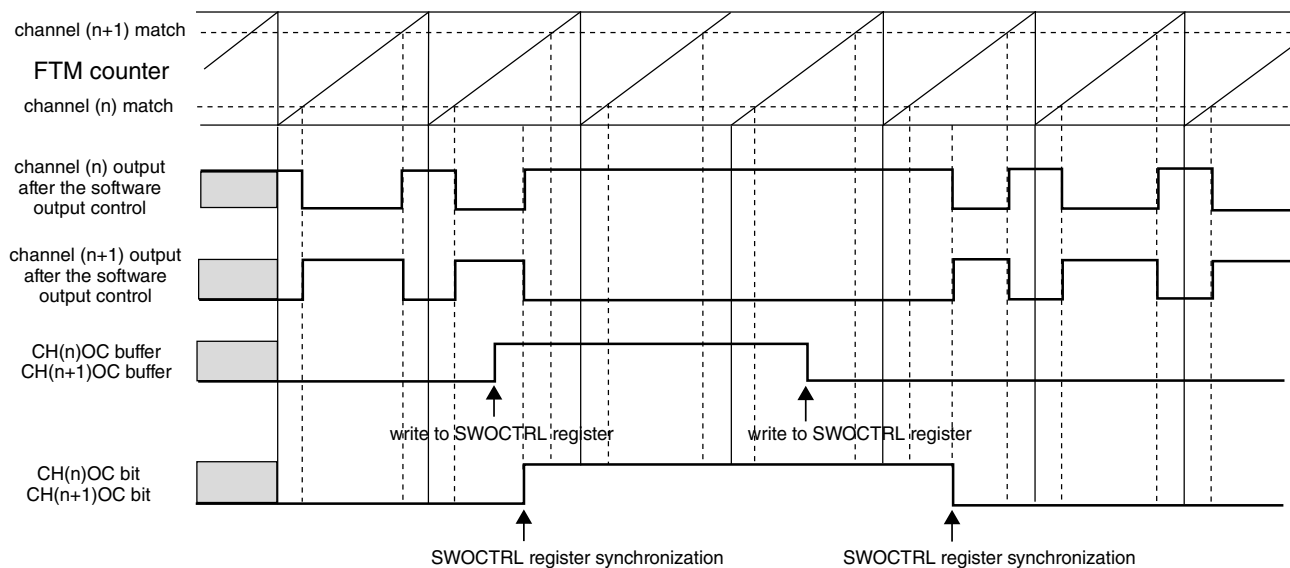 channel (n+1) match
FTM counter
channel (n) match
channel (n) output
after the software
output control
channel (n+1) output
after the software
output control
CH(n)OC buffer
CH(n+1)OC buffer
write to SWOCTRL register
write to SWOCTRL register
CH(n)OC bit
CH(n+1)OC bit
SWOCTRL register synchronization
SWOCTRL register synchronization